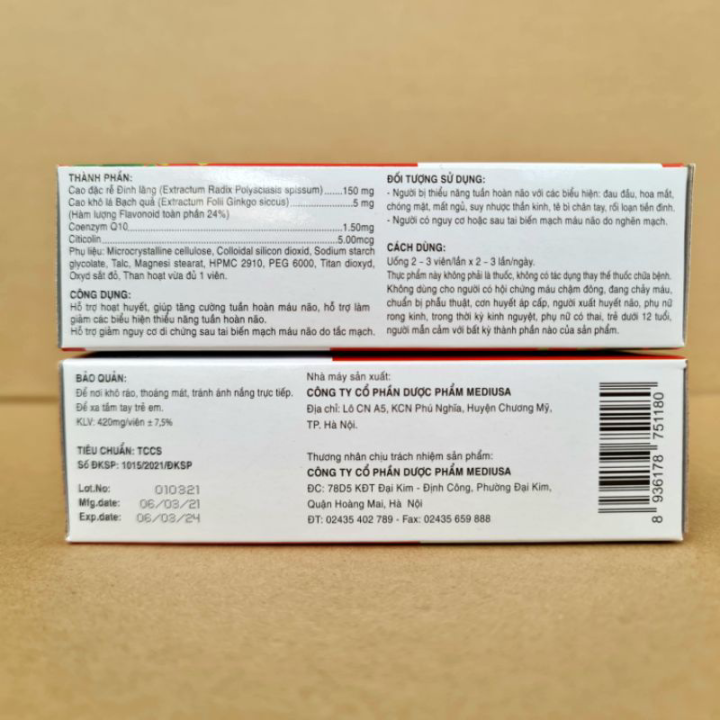 THÀNH PHẦN:
Cao đặc rễ Đinh lăng (Extractum Radix Polysciasis spissum)......150 mg
Cao khô lá Bạch quả (Extractum Folii Ginkgo siccus)......................5 mg
(Hàm lượng Flavonoid toàn phần 24%)
Coenzym Q10......................................................................1.50mg
Citicolin................................................................................5.00mcg
Phụ liệu: Microcrystalline cellulose, Colloidal silicon dioxid, Sodium starch
glycolate, Talc, Magnesi stearat, HPMC 2910, PEG 6000, Titan dioxyd,
Oxyd sắt đỏ, Than hoạt vừa đủ 1 viên.
CÔNG DỤNG:
Hỗ trợ hoạt huyết, giúp tăng cường tuần hoàn máu não, hỗ trợ làm
giảm các biểu hiện thiểu năng tuần hoàn não.
Hỗ trợ giảm nguy cơ di chứng sau tai biến mạch máu não do tắc mạch.
ĐỐI TƯỢNG SỬ DỤNG:
- Người bị thiểu năng tuần hoàn não với các biểu hiện: đau đầu, hoa mắt,
chóng mặt, mất ngủ, suy nhược thần kinh, tê bì chân tay, rối loạn tiền đình.
- Người có nguy cơ hoặc sau tai biến mạch máu não do nghẽn mạch.
CÁCH DÙNG:
Uống 2 - 3 viên/lần x 2 - 3 lần/ngày.
Thực phẩm này không phải là thuốc, không có tác dụng thay thế thuốc chữa bệnh.
Không dùng cho người có hội chứng máu chậm đông, đang chảy máu,
chuẩn bị phẫu thuật, cơn huyết áp cấp, người xuất huyết não, phụ nữ
rong kinh, trong thời kỳ kinh nguyệt, phụ nữ có thai, trẻ dưới 12 tuổi,
người mẫn cảm với bất kỳ thành phần nào của sản phẩm.
BẢO QUẢN:
Để nơi khô ráo, thoáng mát, tránh ánh nắng trực tiếp.
Để xa tầm tay trẻ em.
KLV: 420mg/viên ± 7,5%
TIÊU CHUẨN: TCCS
Số ĐKSP: 1015/2021/ĐKSP
Lot.No: 010321
Mfg.date: 06/03/21
Exp.date: 06/03/24
Nhà máy sản xuất:
CÔNG TY CỔ PHẦN DƯỢC PHẨM MEDIUSA
Địa chỉ: Lô CN A5, KCN Phú Nghĩa, Huyện Chương Mỹ,
TP. Hà Nội.
Thương nhân chịu trách nhiệm sản phẩm:
CÔNG TY CỔ PHẦN DƯỢC PHẨM MEDIUSA
ĐC: 78D5 KĐT Đại Kim - Định Công, Phường Đại Kim,
Quận Hoàng Mai, Hà Nội
ĐT: 02435 402 789 - Fax: 02435 659 888
8 936178 751180